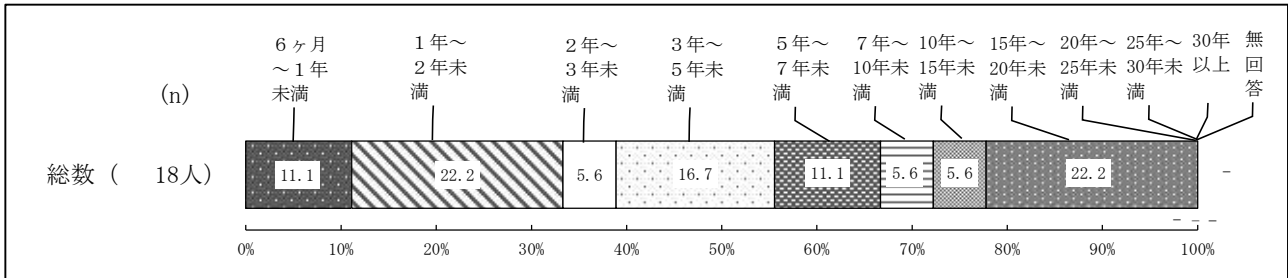 ６ヶ月～１年未満
１年～２年未満
２年～３年未満
３年～５年未満
５年～７年未満
７年～10年未満
10年～15年未満
15年～20年未満
20年～25年未満
25年～30年未満
30年以上
無回答
(n)
総数（　18人）
11.1 22.2 5.6 16.7 11.1 5.6 5.6 22.2 -
- - -
0% 10% 20% 30% 40% 50% 60% 70% 80% 90% 100%